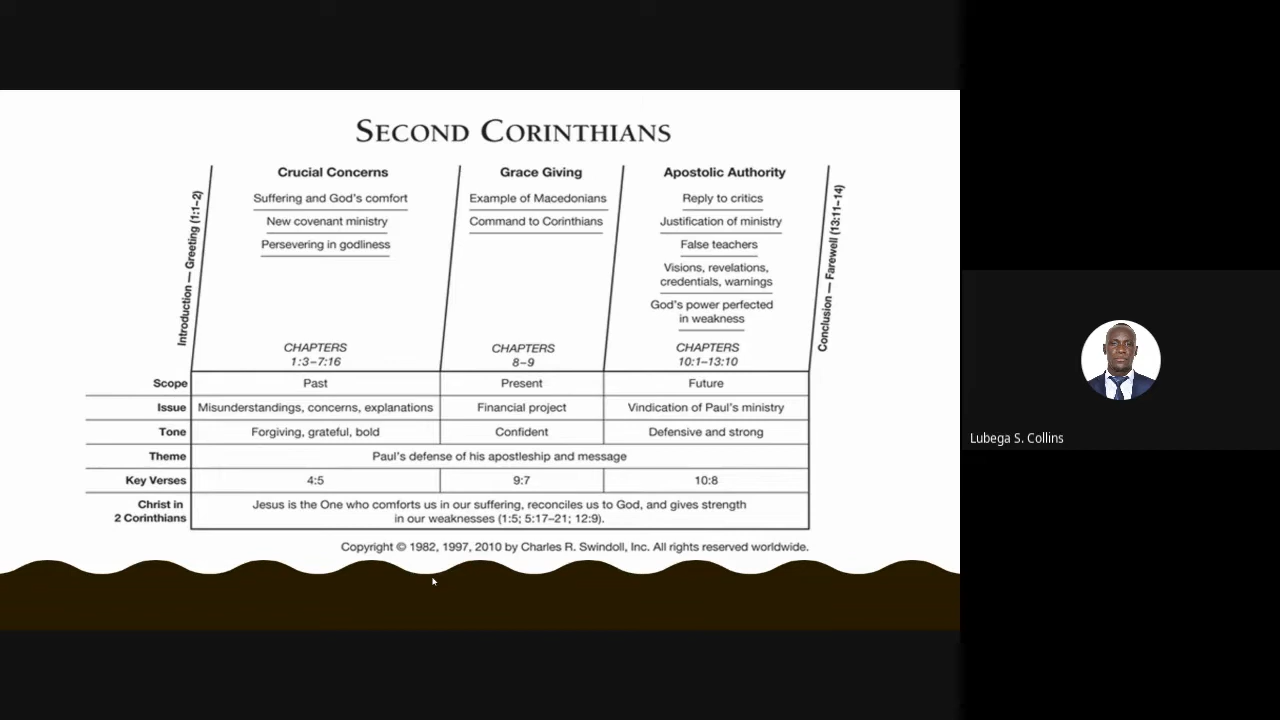 SECOND CORINTHIANS
Introduction — Greeting (1:1–2)
Crucial Concerns
Suffering and God's comfort
New covenant ministry
Persevering in godliness
CHAPTERS
1:3–7:16
Grace Giving
Example of Macedonians
Command to Corinthians
CHAPTERS
8–9
Apostolic Authority
Reply to critics
Justification of ministry
False teachers
Visions, revelations,
credentials, warnings
God's power perfected
in weakness
CHAPTERS
10:1–13:10
Conclusion — Farewell (13:11–14)
Scope Past Present Future
Issue Misunderstandings, concerns, explanations Financial project Vindication of Paul's ministry
Tone Forgiving, grateful, bold Confident Defensive and strong
Theme Paul's defense of his apostleship and message
Key Verses 4:5 9:7 10:8
Christ in
2 Corinthians
Jesus is the One who comforts us in our suffering, reconciles us to God, and gives strength
in our weaknesses (1:5; 5:17–21; 12:9).
Copyright © 1982, 1997, 2010 by Charles R. Swindoll, Inc. All rights reserved worldwide.
Lubega S. Collins